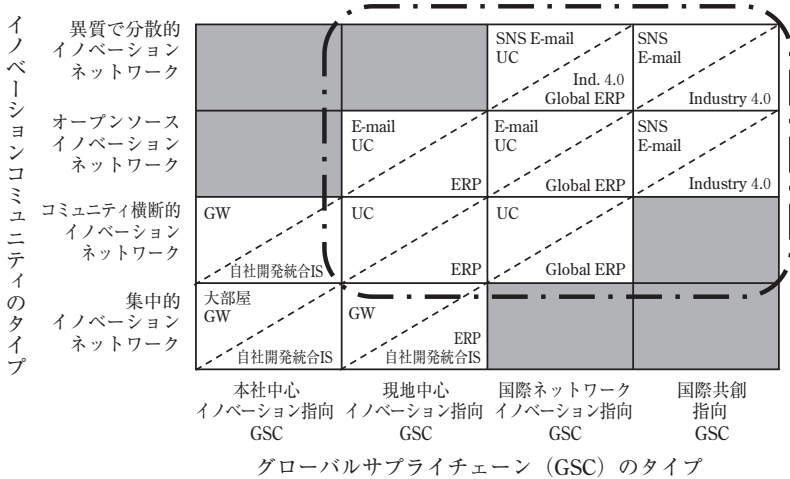 イノベーションコミュニティのタイプ
異質で分散的
イノベーション
ネットワーク
SNS E-mail
UC
Ind. 4.0
Global ERP
SNS
E-mail
Industry 4.0
オープンソース
イノベーション
ネットワーク
E-mail
UC
ERP
E-mail
UC
Global ERP
SNS
E-mail
Industry 4.0
コミュニティ横断的
イノベーション
ネットワーク
GW
自社開発統合IS
UC
ERP
UC
Global ERP
集中的
イノベーション
ネットワーク
大部屋
GW
自社開発統合IS
GW
ERP
自社開発統合IS
本社中心
イノベーション指向
GSC
現地中心
イノベーション指向
GSC
国際ネットワーク
イノベーション指向
GSC
国際共創
指向
GSC
グローバルサプライチェーン（GSC）のタイプ